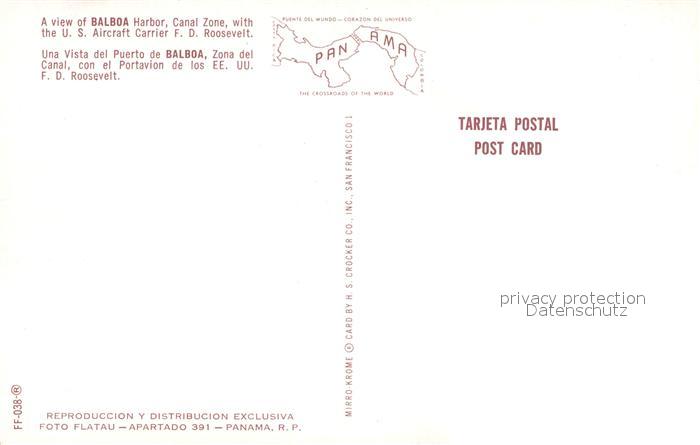 A view of BALBOA Harbor, Canal Zone, with
the U. S. Aircraft Carrier F. D. Roosevelt.
Una Vista del Puerto de BALBOA, Zona del
Canal, con el Portavion de los EE. UU.
F. D. Roosevelt.
PUENTE DEL MUNDO — CORAZON DEL UNIVERSO
PAN AMA
THE CROSSROADS OF THE WORLD
TARJETA POSTAL
POST CARD
MIRRO-KROME ® CARD BY H. S. CROCKER CO., INC., SAN FRANCISCO 1
privacy protection
Datenschutz
FF-038-®
REPRODUCCION Y DISTRIBUCION EXCLUSIVA
FOTO FLATAU — APARTADO 391 — PANAMA, R. P.